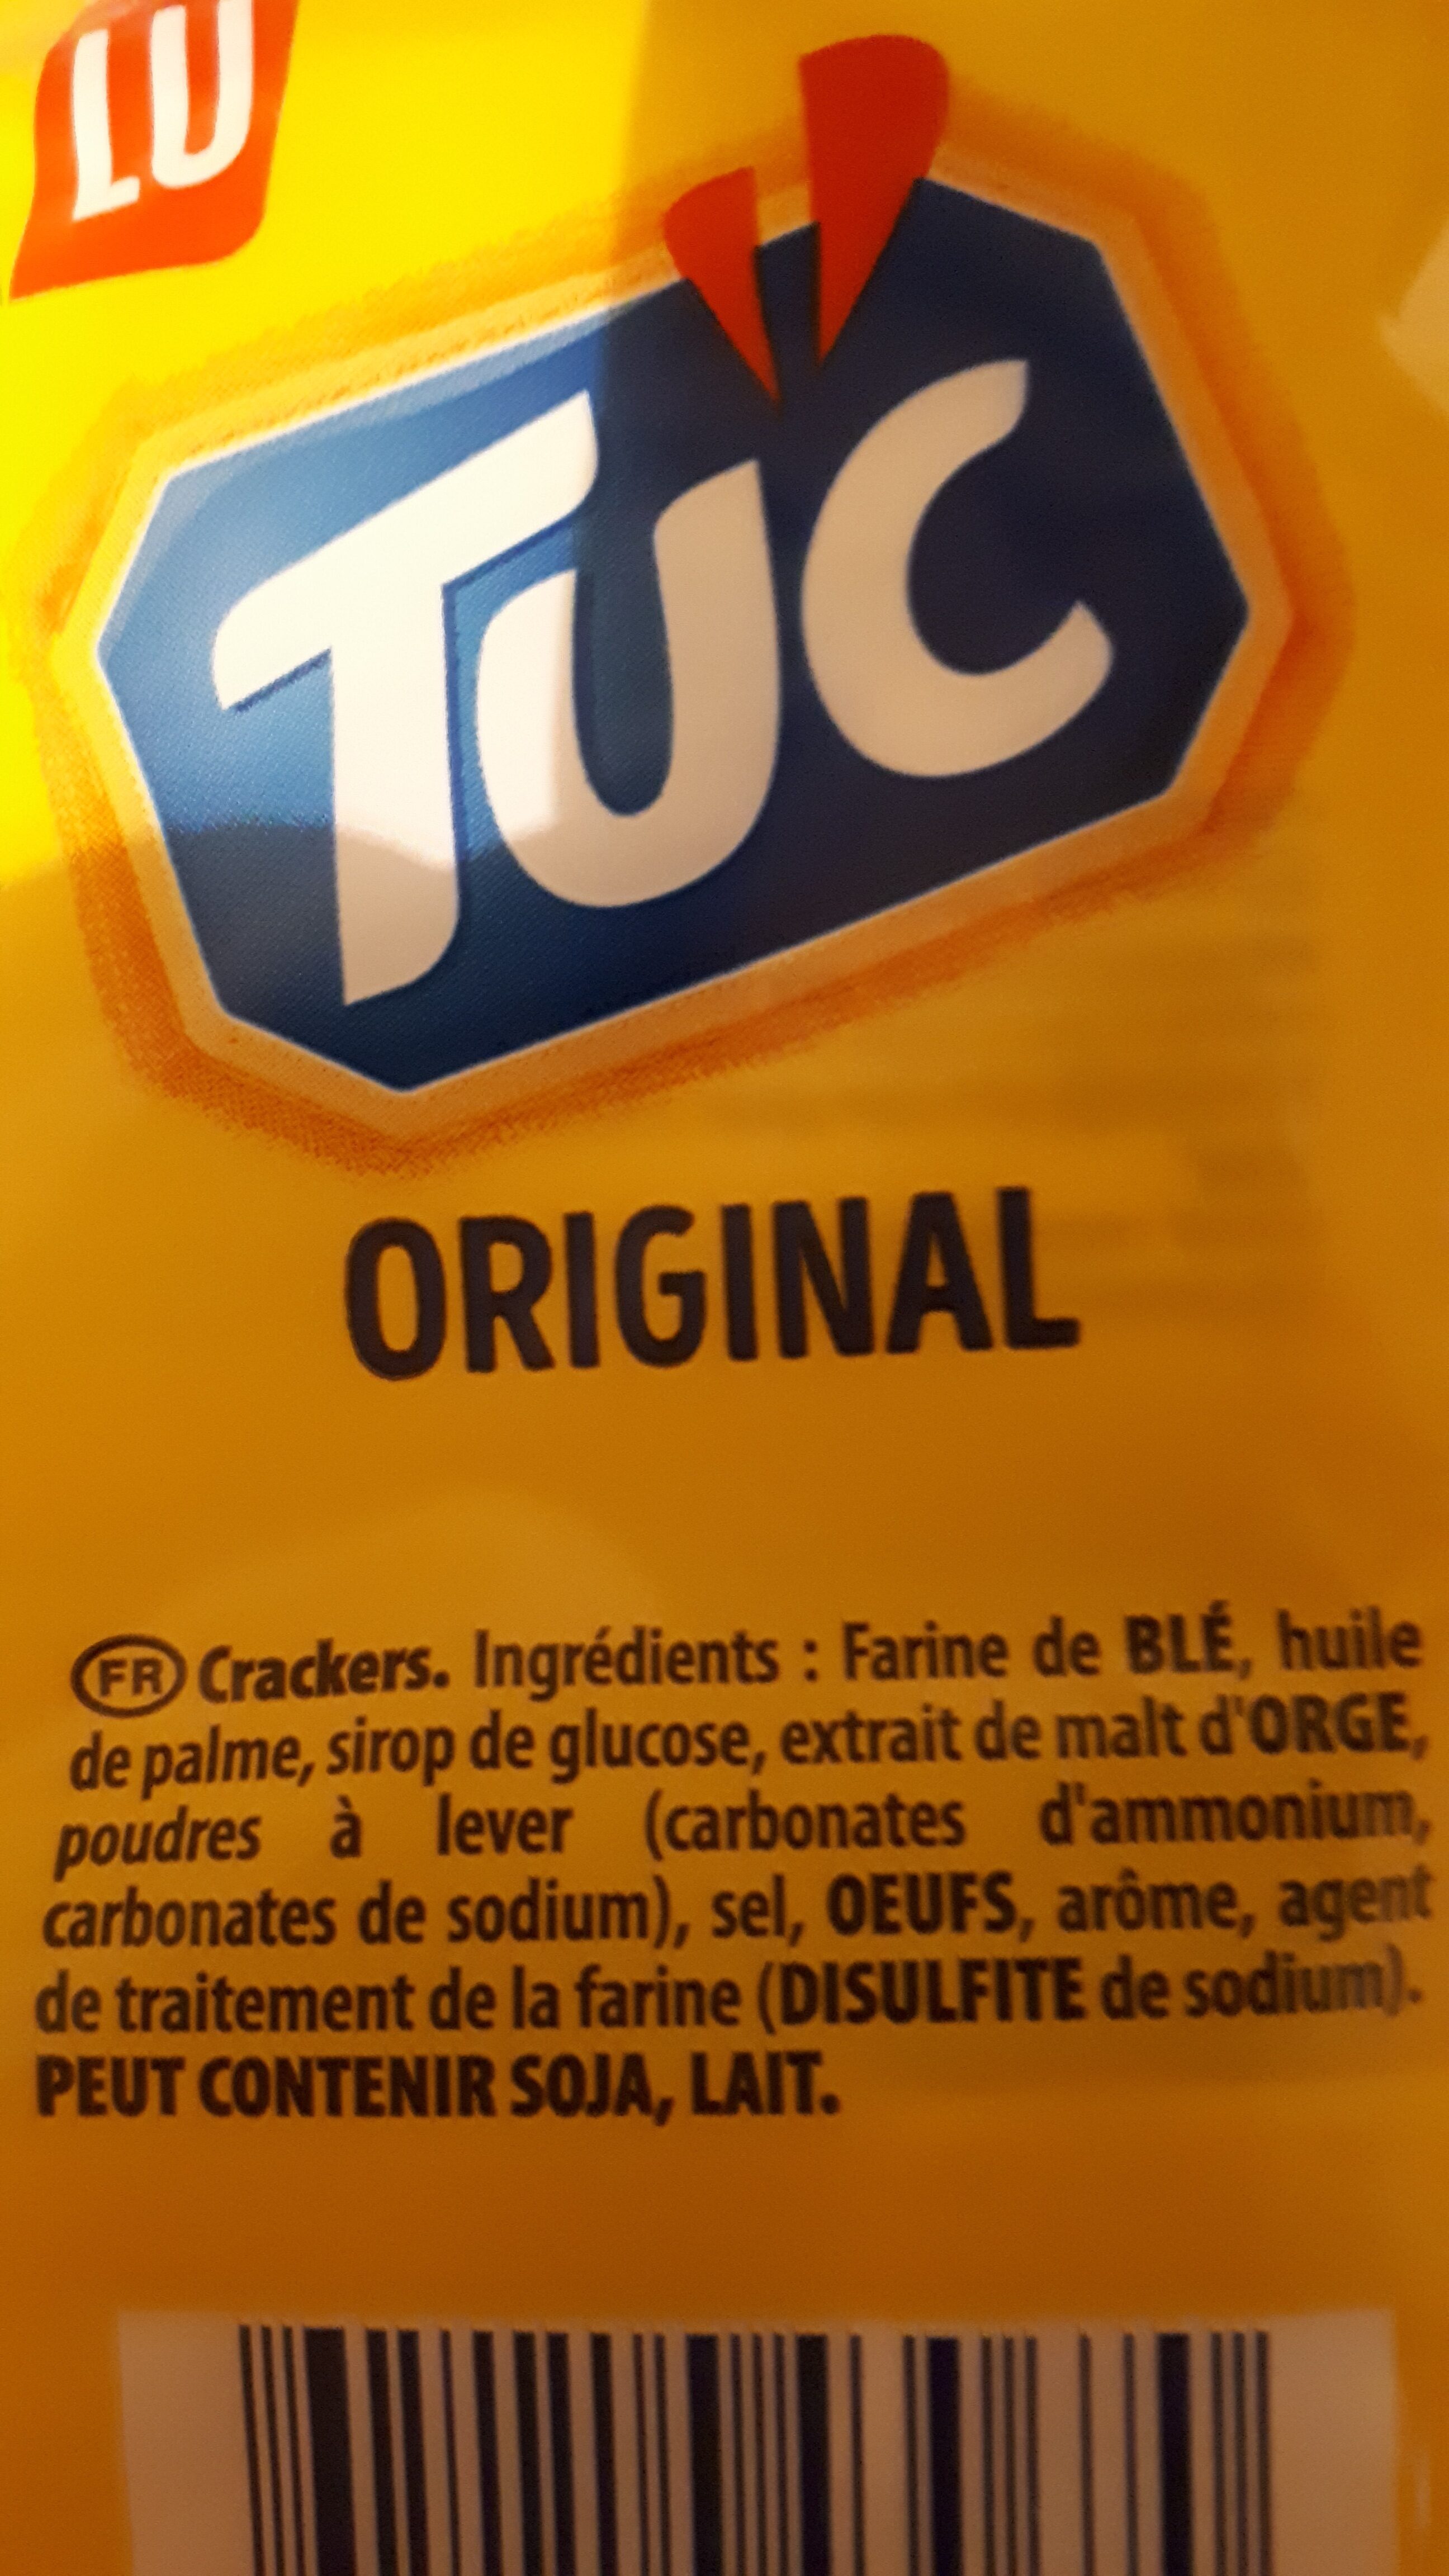 LU
TUC
ORIGINAL
FR Crackers. Ingrédients : Farine de BLÉ, huile
de palme, sirop de glucose, extrait de malt d'ORGE,
poudres à lever (carbonates d'ammonium,
carbonates de sodium), sel, OEUFS, arôme, agent
de traitement de la farine (DISULFITE de sodium).
PEUT CONTENIR SOJA, LAIT.